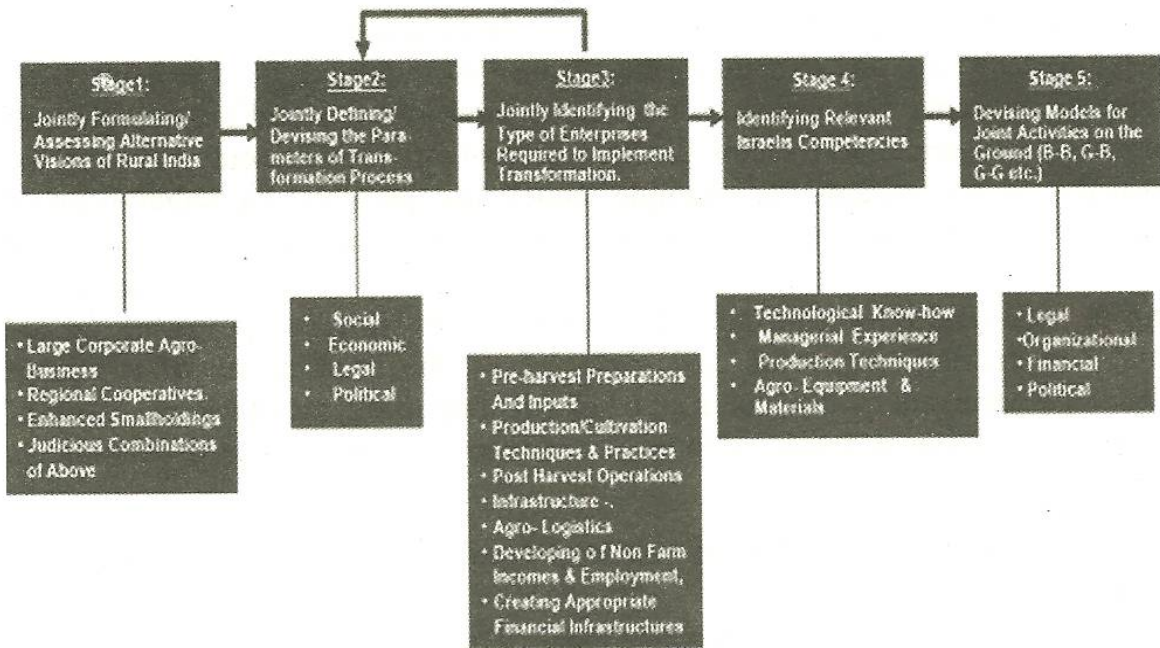 Stage1:
Jointly Formulating/
Assessing Alternative
Visions of Rural India
Stage2:
Jointly Defining/
Devising the Para-
meters of Trans-
formation Process
Stage3:
Jointly Identifying the
Type of Enterprises
Required to Implement
Transformation.
Stage 4:
Identifying Relevant
Israelis Competencies
Stage 5:
Devising Models for
Joint Activities on the
Ground (B-B, G-B,
G-G etc.)
• Large Corporate Agro-
Business
• Regional Cooperatives.
• Enhanced Smallholdings
• Judicious Combinations
of Above
• Social
• Economic
• Legal
• Political
• Pre-harvest Preparations
And Inputs
• Production/Cultivation
Techniques & Practices
• Post Harvest Operations
• Infrastructure -.
• Agro- Logistics
• Developing o f Non Farm
Incomes & Employment,
• Creating Appropriate
Financial Infrastructures
• Technological Know-how
• Managerial Experience
• Production Techniques
• Agro- Equipment &
Materials
• Legal
•Organizational
• Financial
• Political